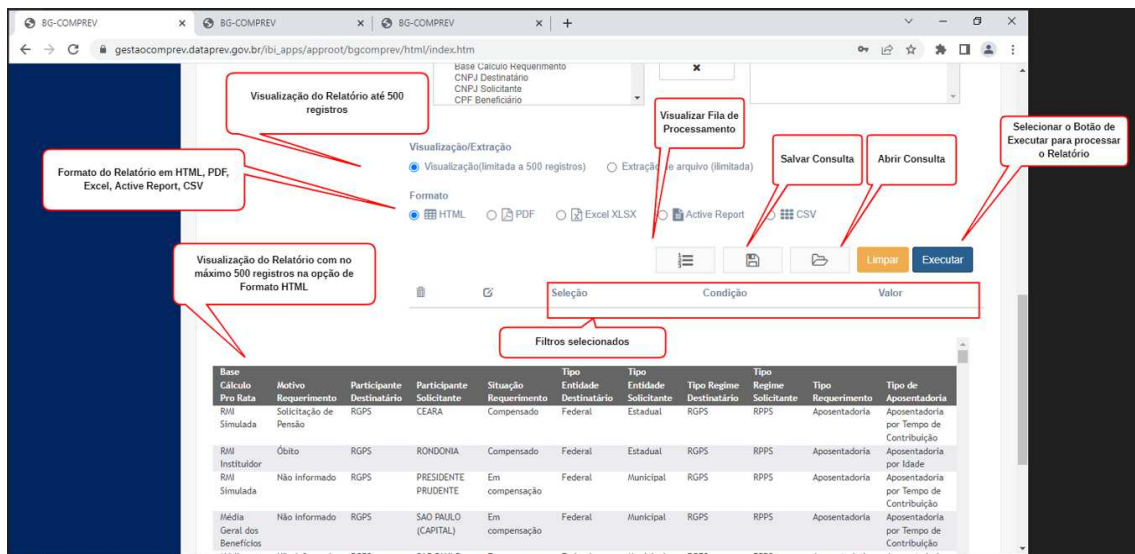 BG-COMPREV
BG-COMPREV
BG-COMPREV
gestaocomprev.dataprev.gov.br/ibi_apps/approot/bgcomprev/html/index.htm
Base Cálculo Requerimento
CNPJ Destinatário
CNPJ Solicitante
CPF Beneficiário
Visualização do Relatório até 500
registros
Visualizar Fila de
Processamento
Selecionar o Botão de
Executar para processar
o Relatório
Visualização/Extração
Visualização(limitada a 500 registros)
Extração de arquivo (ilimitada)
Salvar Consulta
Abrir Consulta
Formato do Relatório em HTML, PDF,
Excel, Active Report, CSV
Formato
HTML
PDF
Excel XLSX
Active Report
CSV
Limpar
Executar
Visualização do Relatório com no
máximo 500 registros na opção de
Formato HTML
Seleção Condição Valor
Filtros selecionados
Base Cálculo Pro Rata Motivo Requerimento Participante Destinatário Participante Solicitante Situação Requerimento Tipo Entidade Destinatário Tipo Entidade Solicitante Tipo Regime Destinatário Tipo Regime Solicitante Tipo Requerimento Tipo de Aposentadoria
RMI Simulada Solicitação de Pensão RGPS CEARA Compensado Federal Estadual RGPS RPPS Aposentadoria Aposentadoria por Tempo de Contribuição
RMI Instituidor Óbito RGPS RONDONIA Compensado Federal Estadual RGPS RPPS Aposentadoria Aposentadoria por Idade
RMI Simulada Não informado RGPS PRESIDENTE PRUDENTE Em compensação Federal Municipal RGPS RPPS Aposentadoria Aposentadoria por Tempo de Contribuição
Média Geral dos Benefícios Não informado RGPS SAO PAULO (CAPITAL) Em compensação Federal Municipal RGPS RPPS Aposentadoria Aposentadoria por Tempo de Contribuição